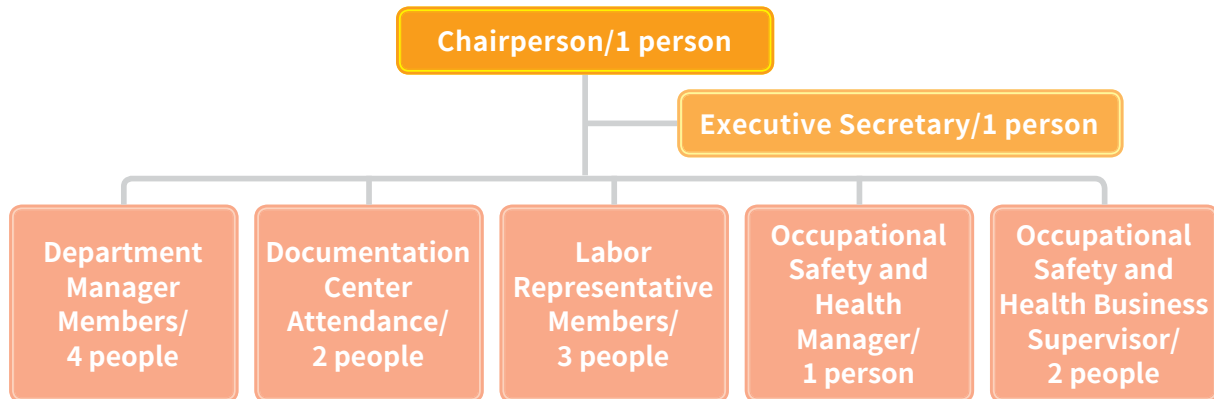 Chairperson/1 person
Executive Secretary/1 person
Department
Manager
Members/
4 people
Documentation
Center
Attendance/
2 people
Labor
Representative
Members/
3 people
Occupational
Safety and
Health
Manager/
1 person
Occupational
Safety and
Health Business
Supervisor/
2 people